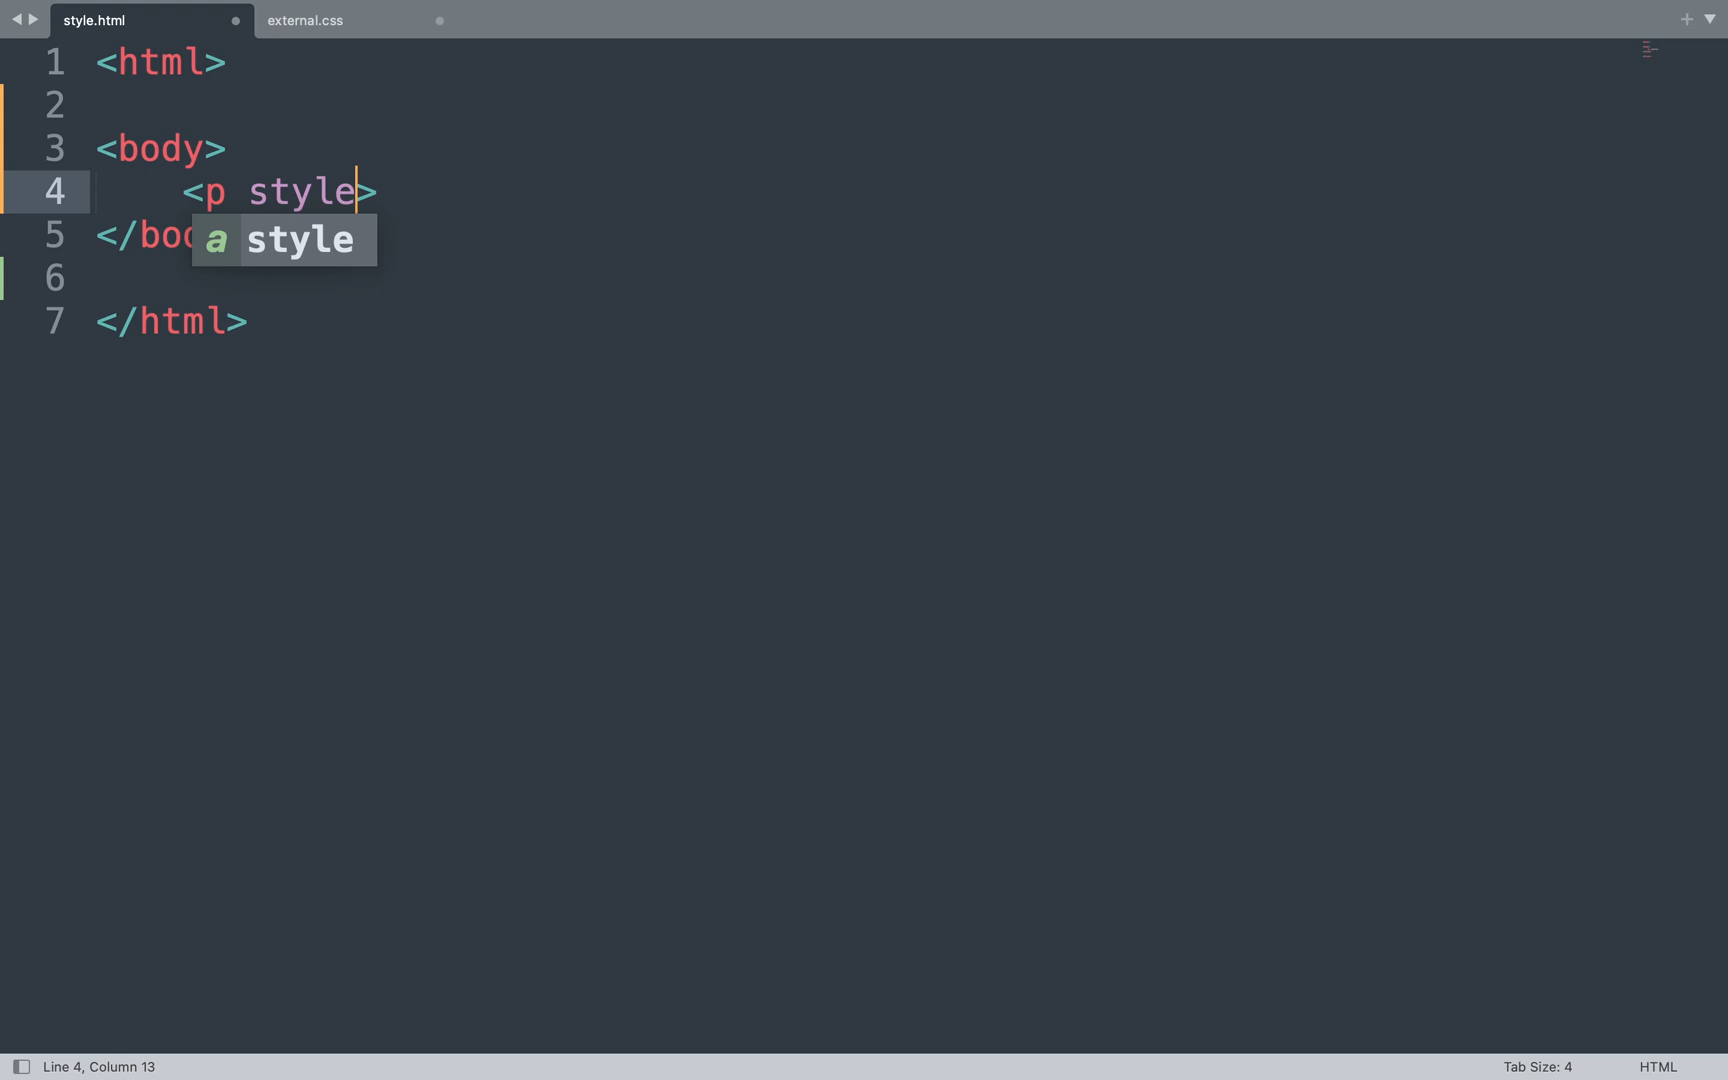 style.html external.css
1 <html>
2
3 <body>
4 <p style>
a style
5 </bod
6
7 </html>
Line 4, Column 13 Tab Size: 4 HTML